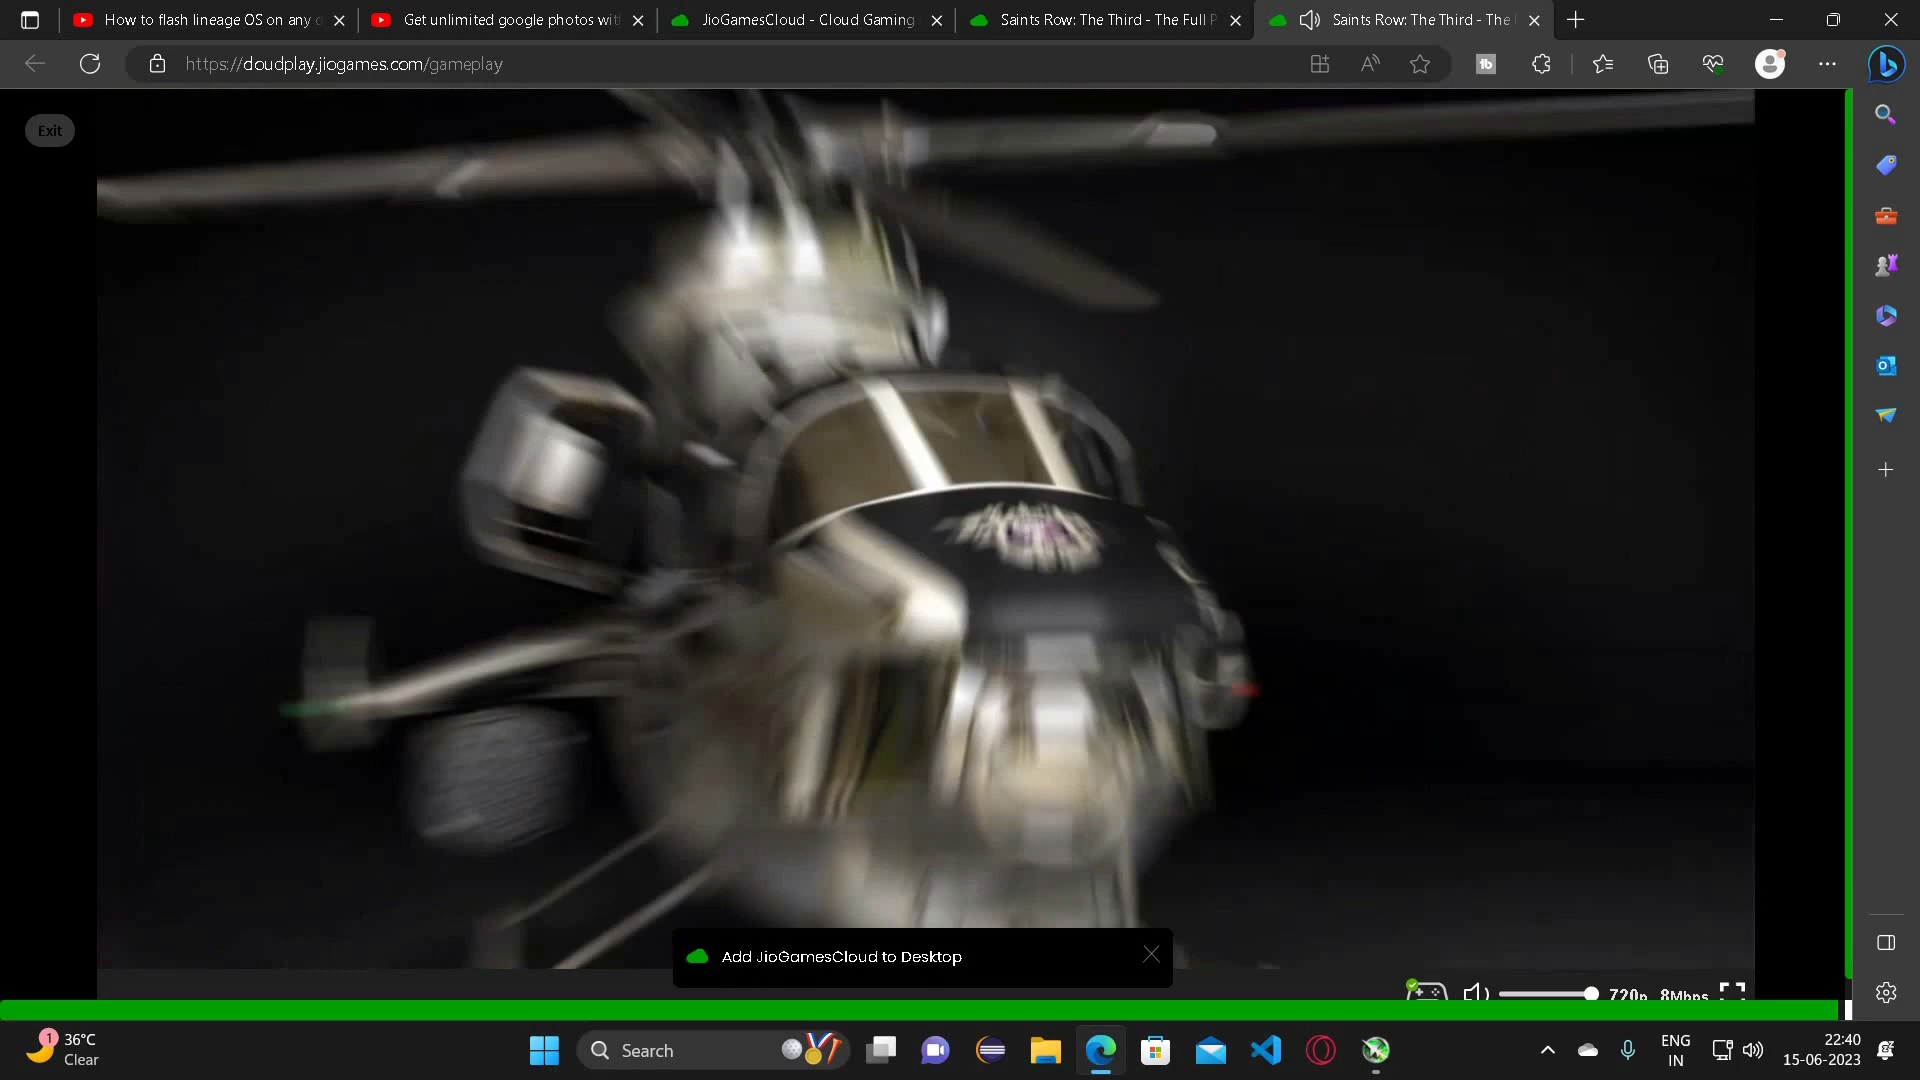 How to flash lineage OS on any
Get unlimited google photos wit
JioGamesCloud - Cloud Gaming
Saints Row: The Third - The Full P
Saints Row: The Third - The
https://cloudplay.jiogames.com/gameplay
Exit
Add JioGamesCloud to Desktop
720p 8Mbps
1
36°C
Clear
Search
ENG
IN
22:40
15-06-2023